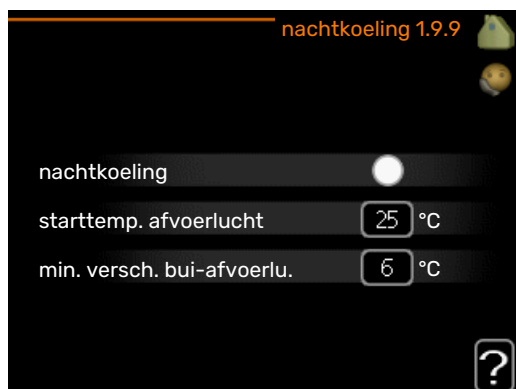 nachtkoeling 1.9.9
nachtkoeling
starttemp. afvoerlucht 25 °C
min. versch. bui-afvoerlu. 6 °C
?